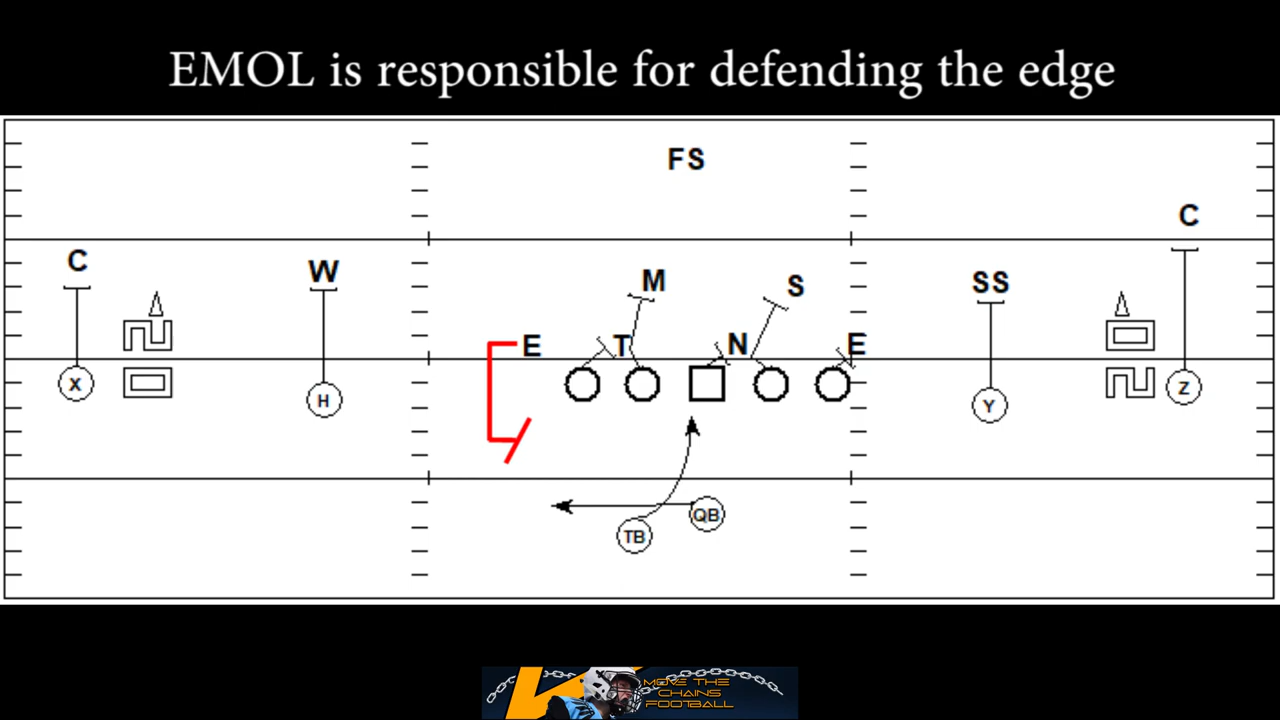 EMOL is responsible for defending the edge
FS
C
C
W
M
S
SS
E
T
N
E
X
H
Y
Z
TB
QB
MOVE THE
CHAINS
FOOTBALL